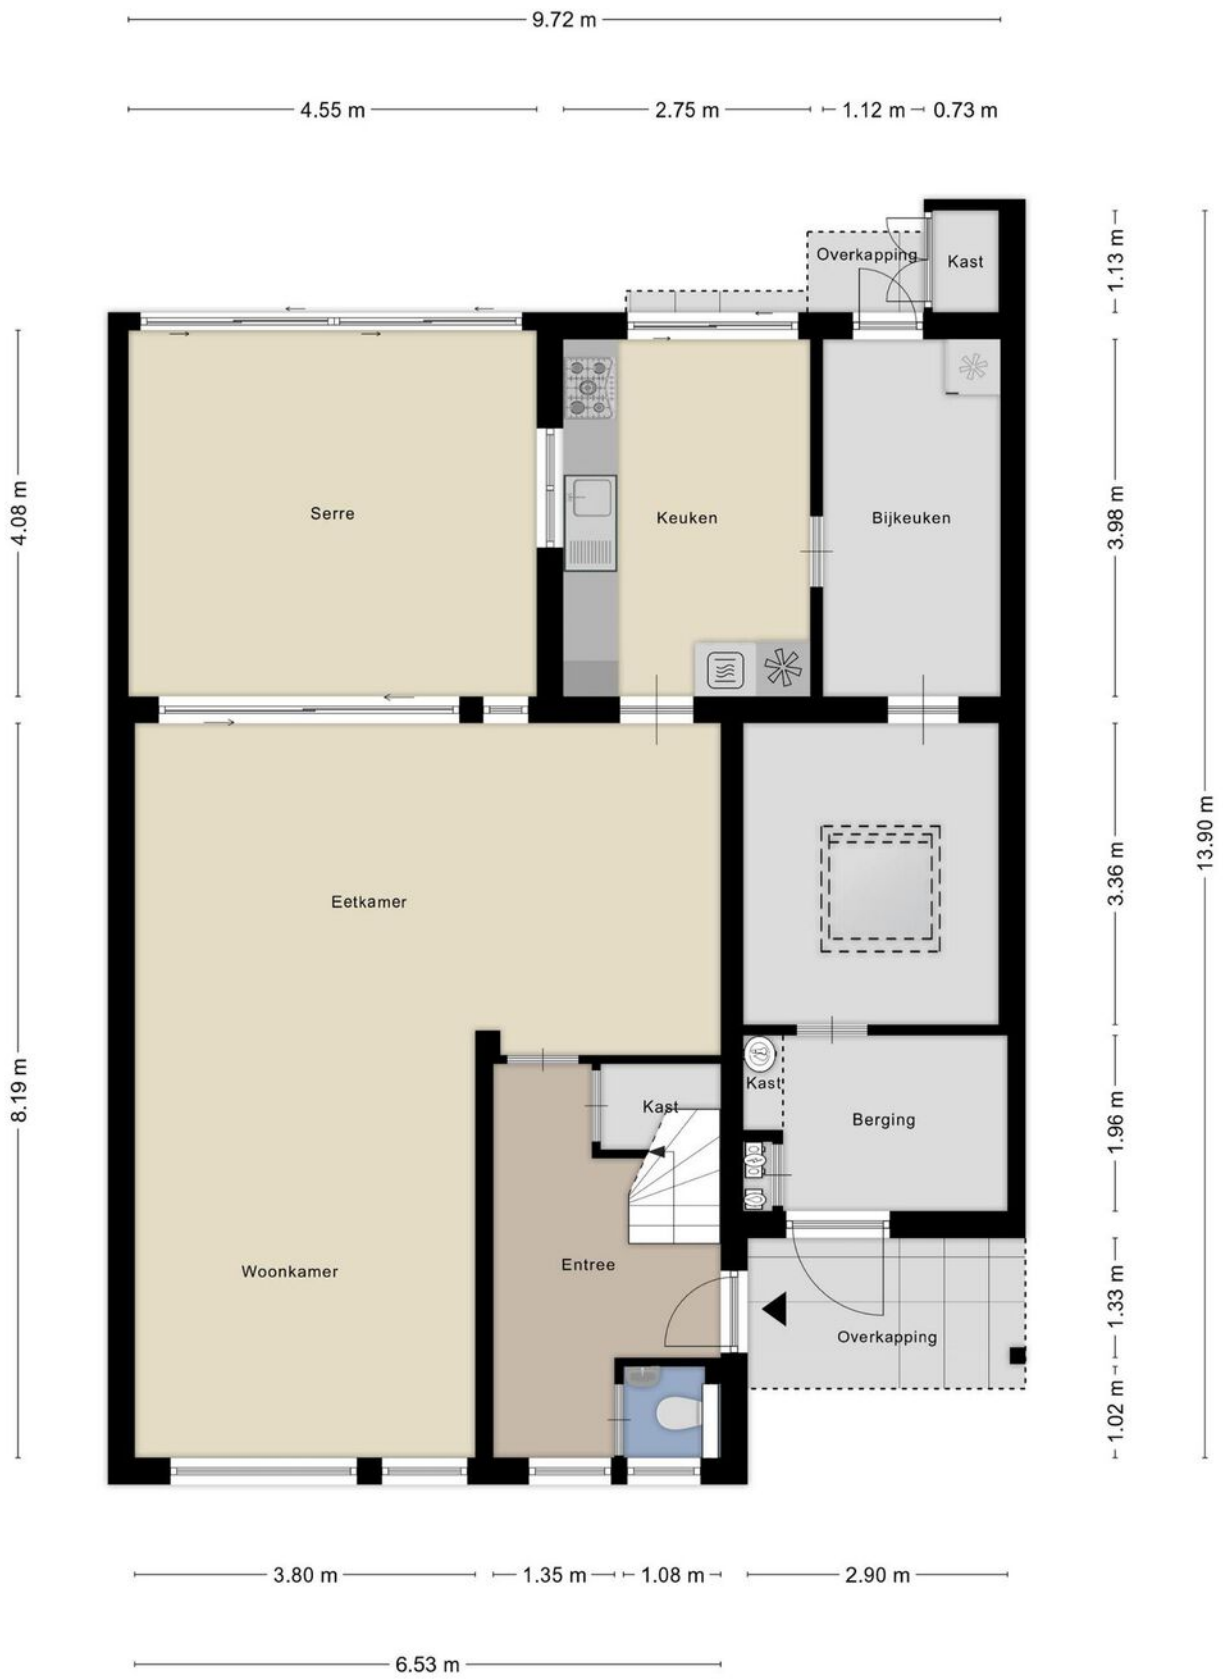 9.72 m
4.55 m
2.75 m
1.12 m
0.73 m
Overkapping
Kast
1.13 m
Serre
Keuken
Bijkeuken
4.08 m
3.98 m
13.90 m
Eetkamer
3.36 m
8.19 m
Kast
Kast
Berging
1.96 m
Woonkamer
Entree
Overkapping
1.33 m
1.02 m
3.80 m
1.35 m
1.08 m
2.90 m
6.53 m